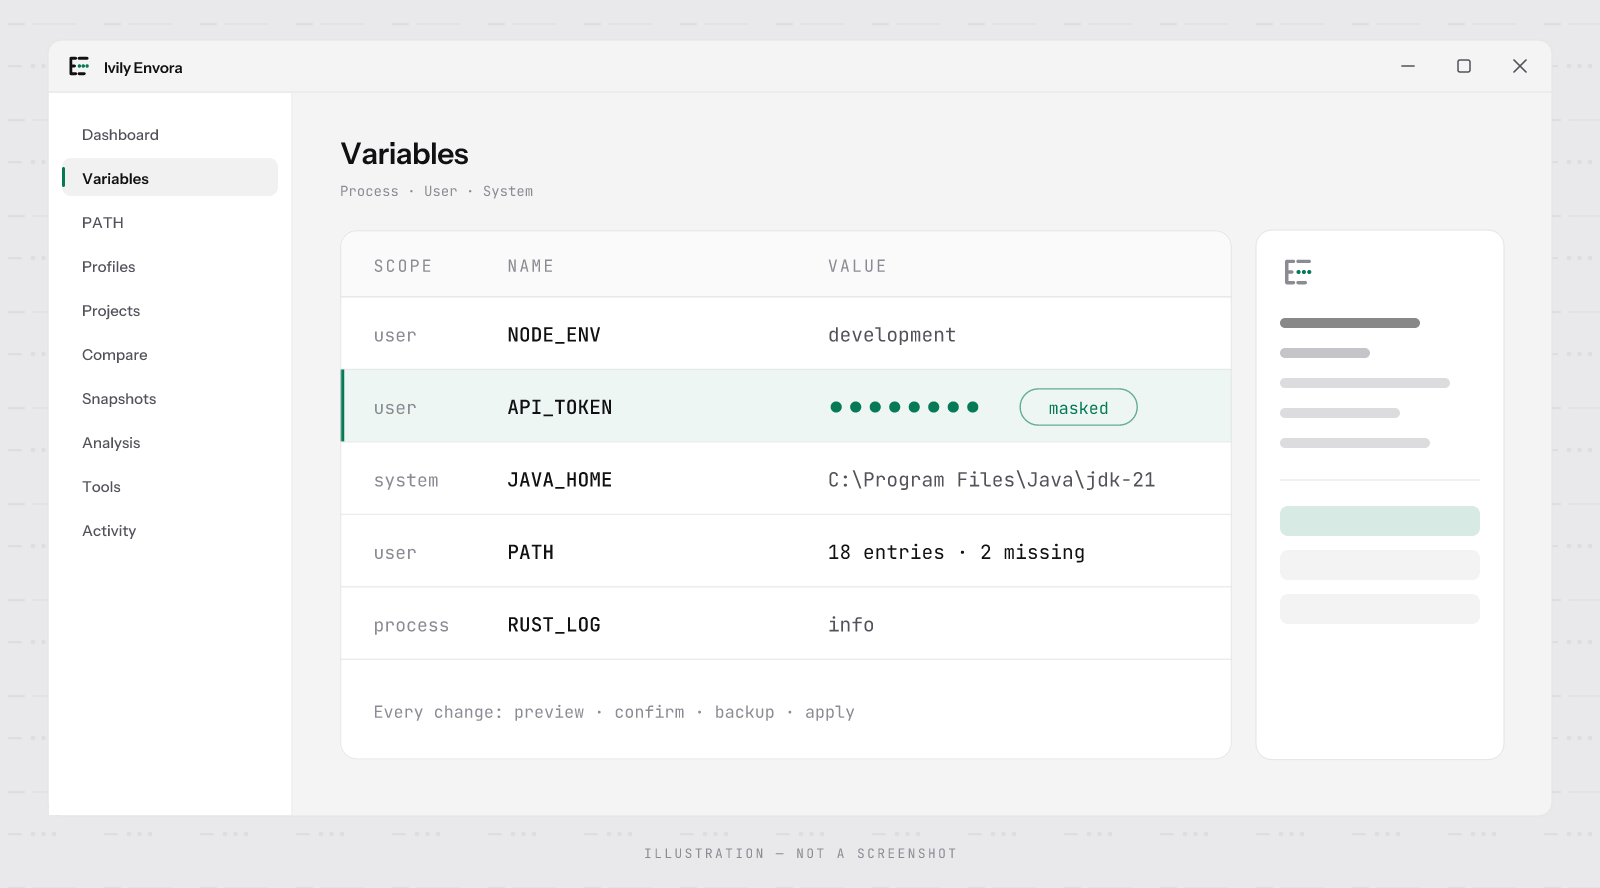 Ivily Envora
Dashboard
Variables
PATH
Profiles
Projects
Compare
Snapshots
Analysis
Tools
Activity
Variables
Process · User · System
SCOPE NAME VALUE
user NODE_ENV development
user API_TOKEN ●●●●●●●● masked
system JAVA_HOME C:\Program Files\Java\jdk-21
user PATH 18 entries · 2 missing
process RUST_LOG info
Every change: preview · confirm · backup · apply
ILLUSTRATION — NOT A SCREENSHOT